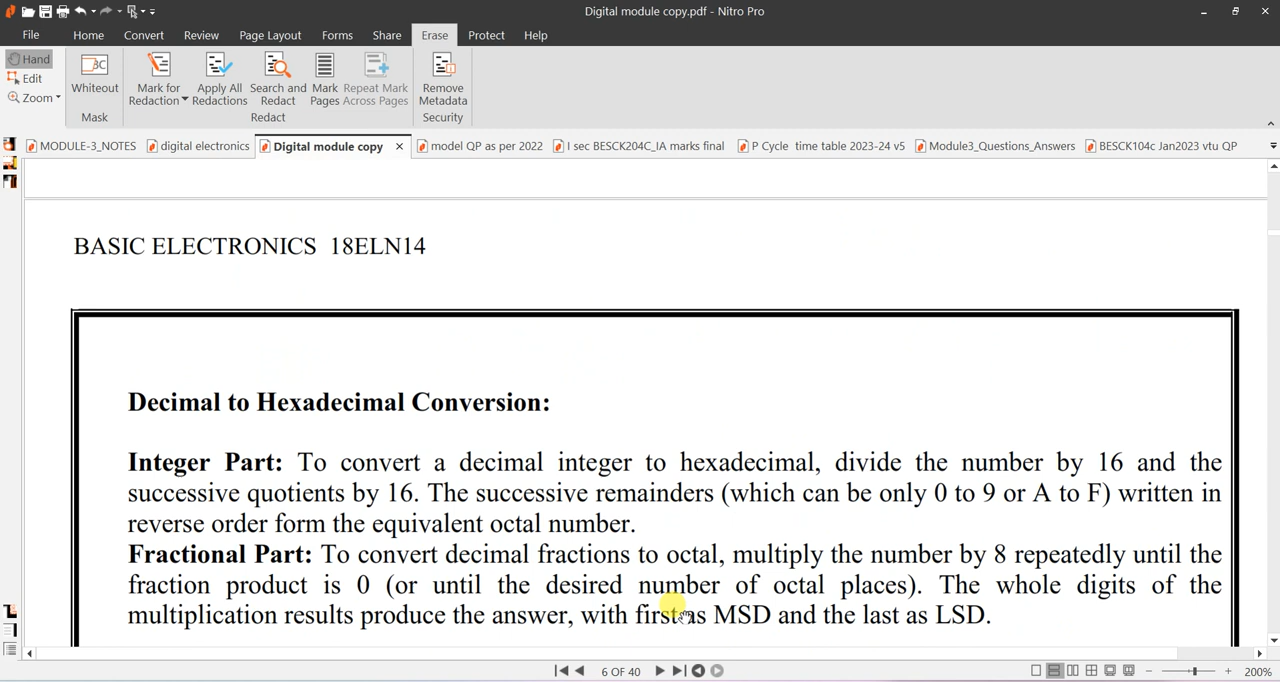 Digital module copy.pdf - Nitro Pro
File Home Convert Review Page Layout Forms Share Erase Protect Help
Hand
Edit
Zoom
Whiteout
Mask
Mark for Redaction
Apply All Redactions
Search and Redact
Mark Pages
Repeat Mark Across Pages
Redact
Remove Metadata
Security
MODULE-3_NOTES digital electronics Digital module copy model QP as per 2022 I sec BESCK204C_IA marks final P Cycle time table 2023-24 v5 Module3_Questions_Answers BESCK104c Jan2023 vtu QP
BASIC ELECTRONICS 18ELN14
Decimal to Hexadecimal Conversion:
Integer Part: To convert a decimal integer to hexadecimal, divide the number by 16 and the
successive quotients by 16. The successive remainders (which can be only 0 to 9 or A to F) written in
reverse order form the equivalent octal number.
Fractional Part: To convert decimal fractions to octal, multiply the number by 8 repeatedly until the
fraction product is 0 (or until the desired number of octal places). The whole digits of the
multiplication results produce the answer, with first as MSD and the last as LSD.
6 OF 40
200%